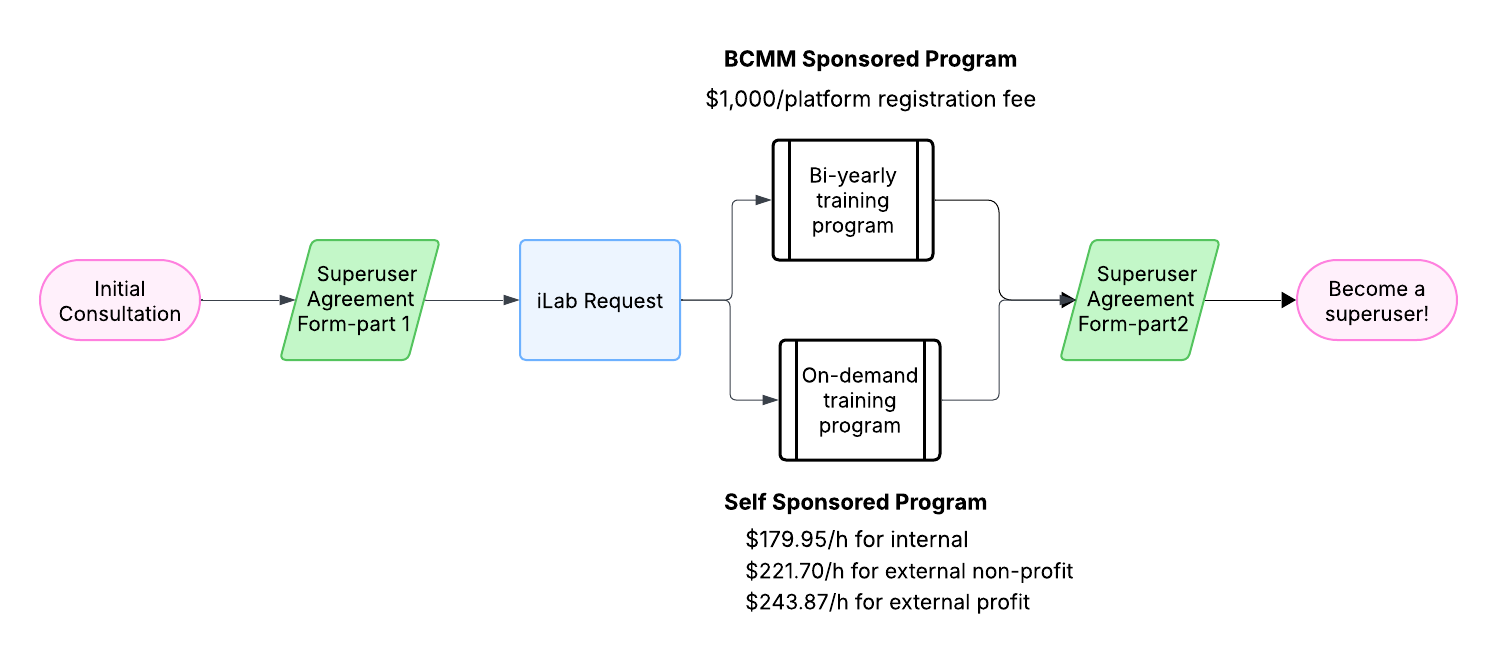 BCMM Sponsored Program
$1,000/platform registration fee
Initial
Consultation
Superuser
Agreement
Form-part 1
iLab Request
Bi-yearly
training
program
On-demand
training
program
Superuser
Agreement
Form-part2
Become a
superuser!
Self Sponsored Program
$179.95/h for internal
$221.70/h for external non-profit
$243.87/h for external profit